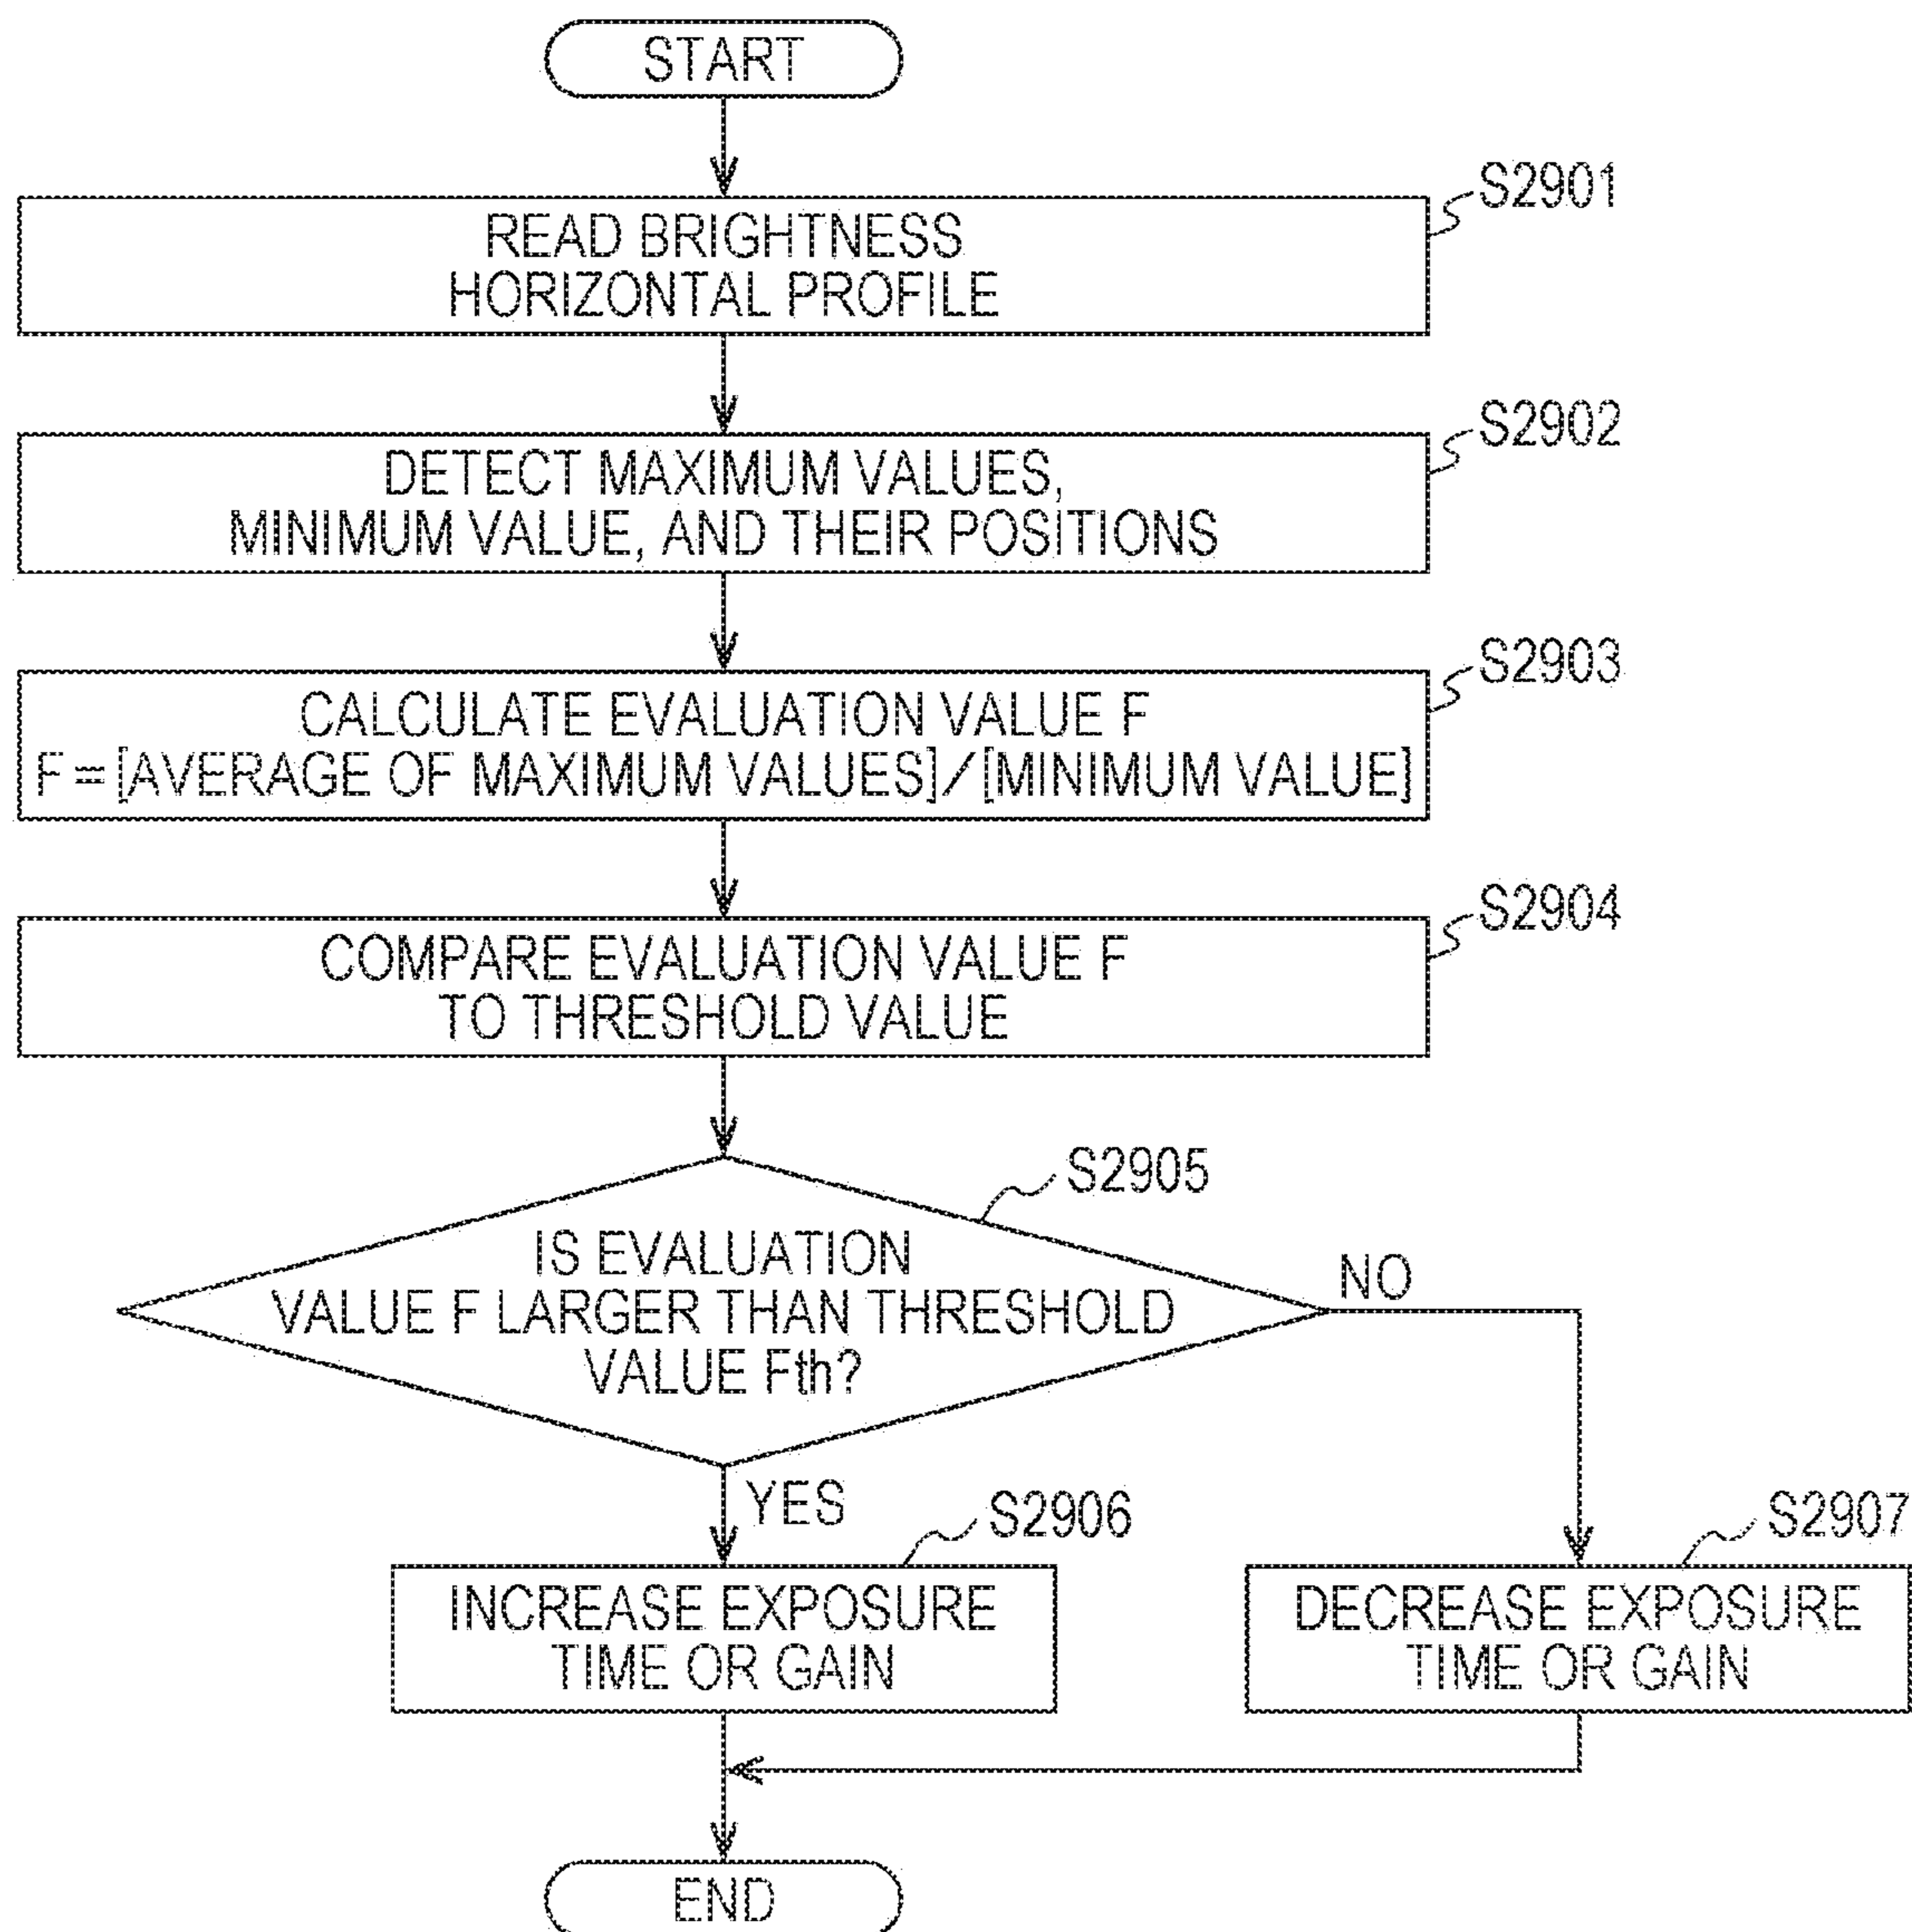 START
S2901
READ BRIGHTNESS
HORIZONTAL PROFILE
S2902
DETECT MAXIMUM VALUES,
MINIMUM VALUE, AND THEIR POSITIONS
S2903
CALCULATE EVALUATION VALUE F
F=[AVERAGE OF MAXIMUM VALUES]/[MINIMUM VALUE]
S2904
COMPARE EVALUATION VALUE F
TO THRESHOLD VALUE
S2905
IS EVALUATION
VALUE F LARGER THAN THRESHOLD
VALUE Fth?
NO
YES
S2906
INCREASE EXPOSURE
TIME OR GAIN
S2907
DECREASE EXPOSURE
TIME OR GAIN
END